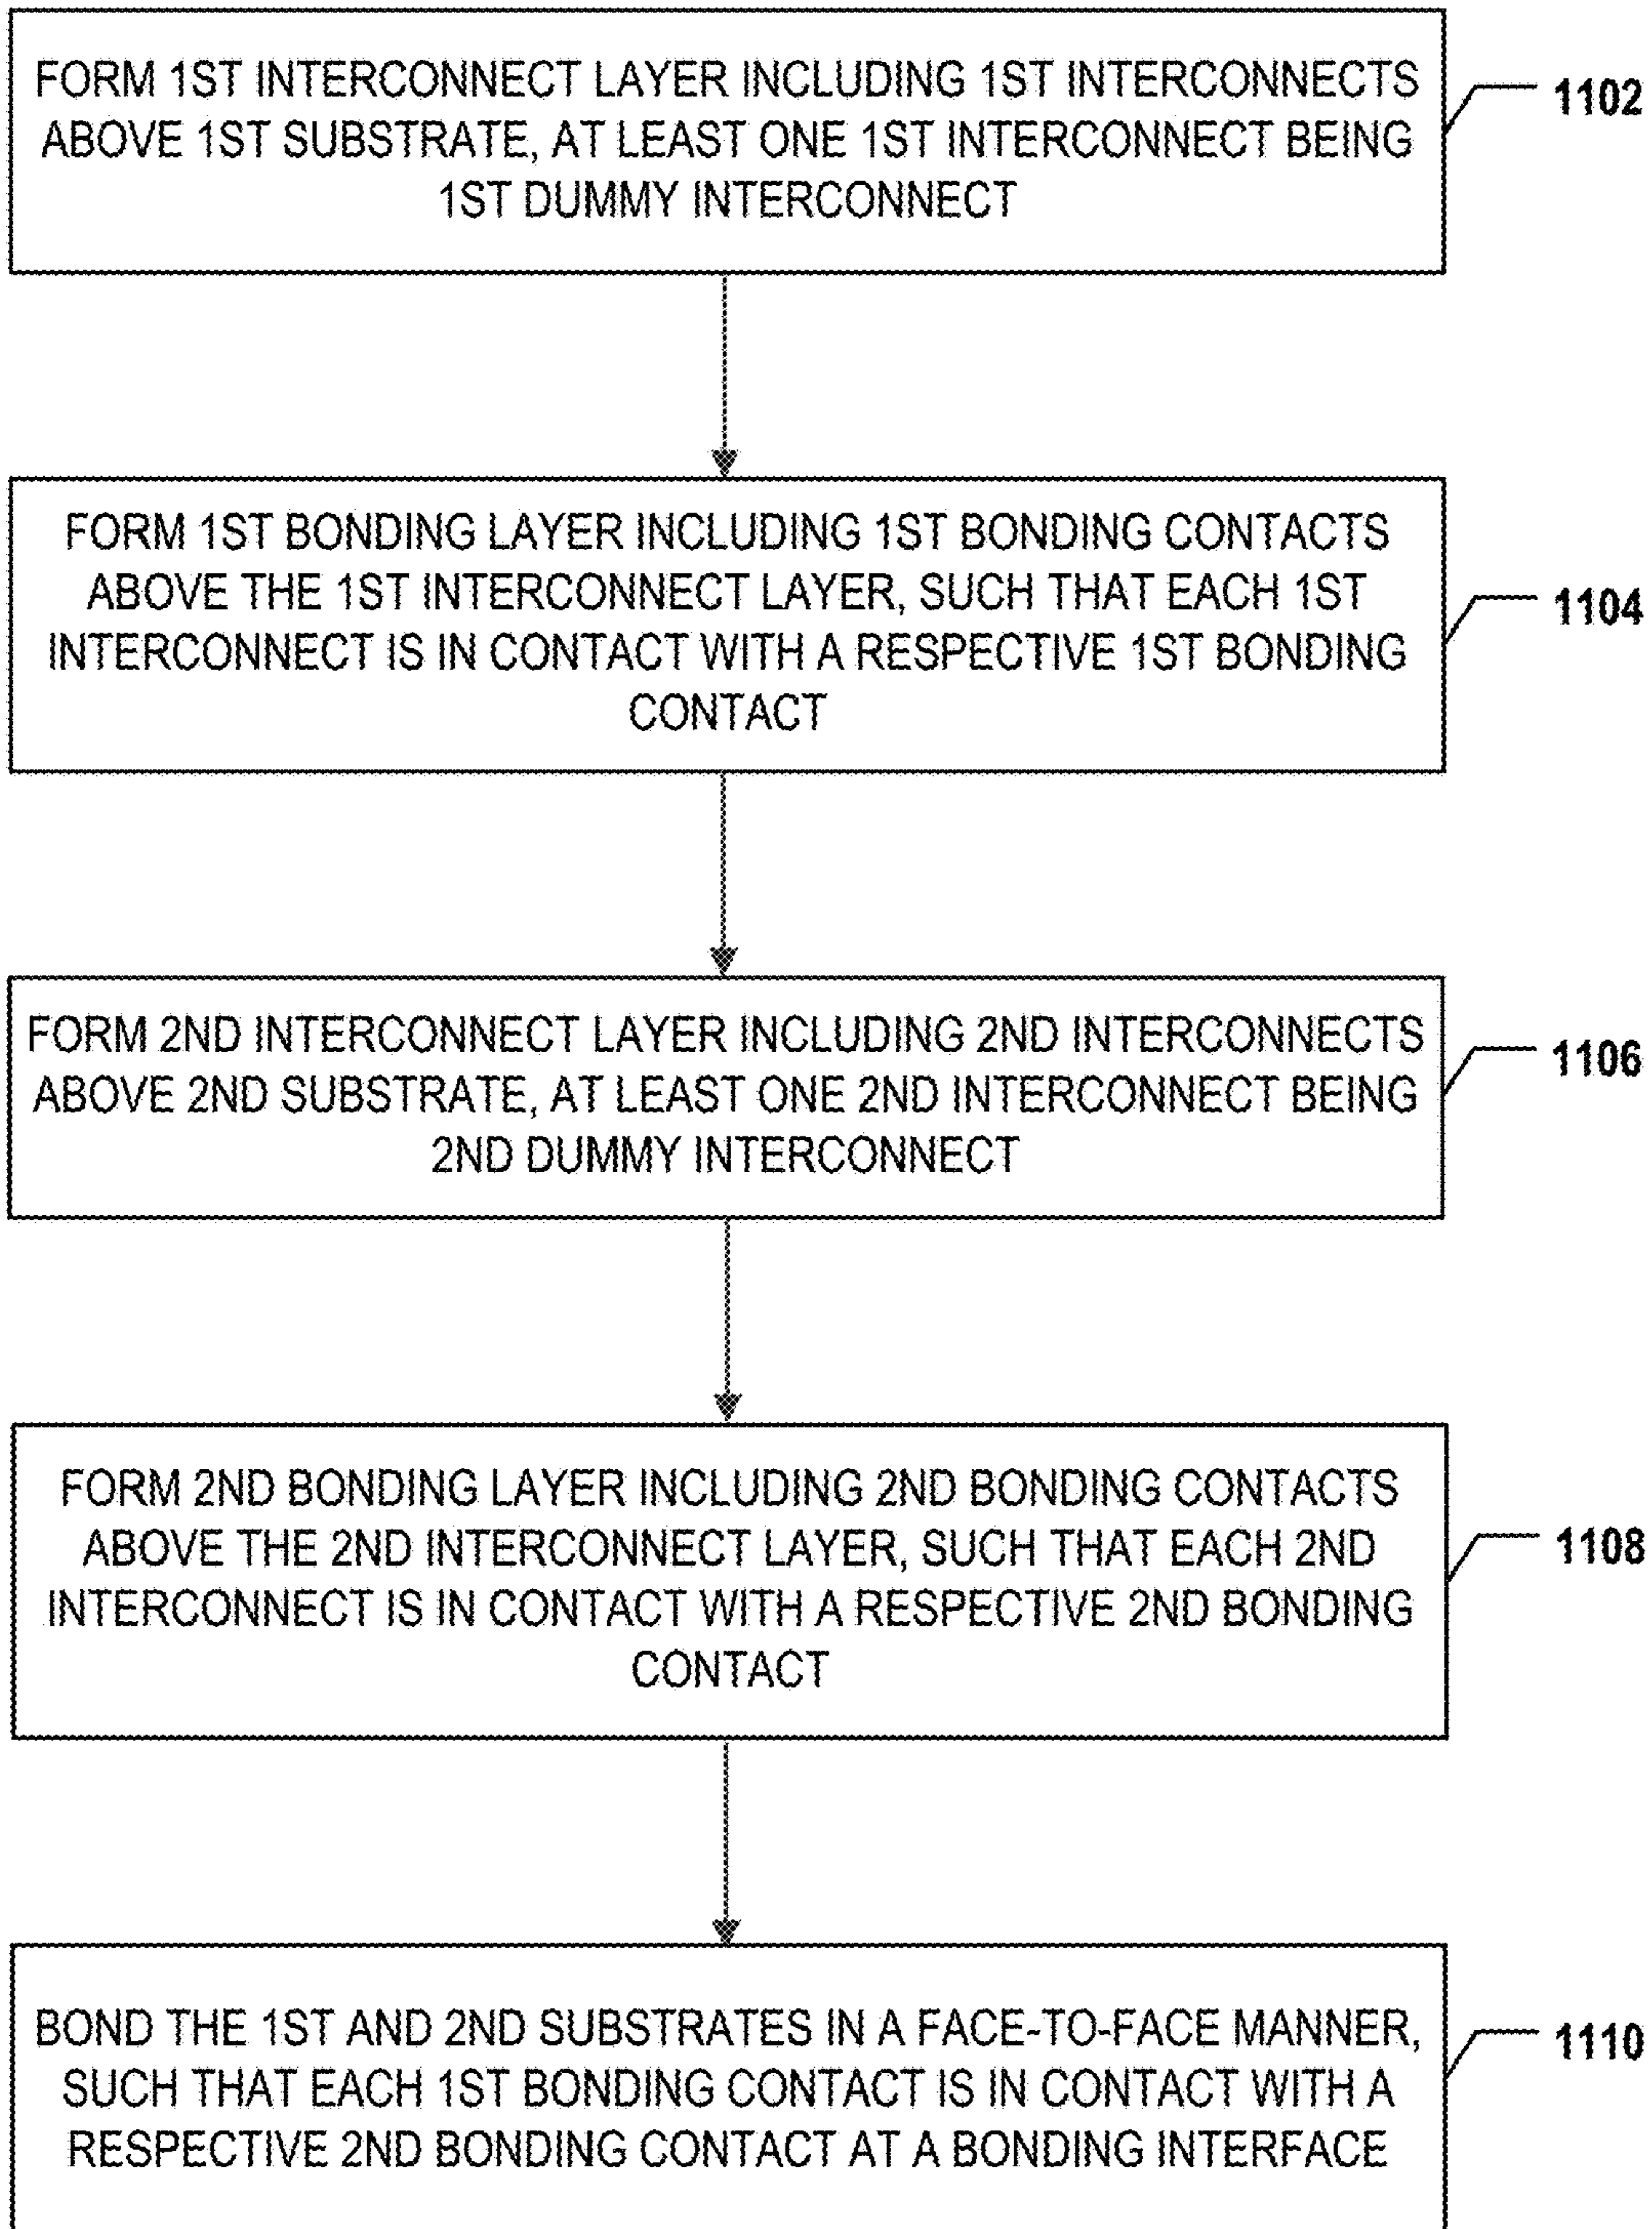 FORM 1ST INTERCONNECT LAYER INCLUDING 1ST INTERCONNECTS
ABOVE 1ST SUBSTRATE, AT LEAST ONE 1ST INTERCONNECT BEING
1ST DUMMY INTERCONNECT
1102
FORM 1ST BONDING LAYER INCLUDING 1ST BONDING CONTACTS
ABOVE THE 1ST INTERCONNECT LAYER, SUCH THAT EACH 1ST
INTERCONNECT IS IN CONTACT WITH A RESPECTIVE 1ST BONDING
CONTACT
1104
FORM 2ND INTERCONNECT LAYER INCLUDING 2ND INTERCONNECTS
ABOVE 2ND SUBSTRATE, AT LEAST ONE 2ND INTERCONNECT BEING
2ND DUMMY INTERCONNECT
1106
FORM 2ND BONDING LAYER INCLUDING 2ND BONDING CONTACTS
ABOVE THE 2ND INTERCONNECT LAYER, SUCH THAT EACH 2ND
INTERCONNECT IS IN CONTACT WITH A RESPECTIVE 2ND BONDING
CONTACT
1108
BOND THE 1ST AND 2ND SUBSTRATES IN A FACE-TO-FACE MANNER,
SUCH THAT EACH 1ST BONDING CONTACT IS IN CONTACT WITH A
RESPECTIVE 2ND BONDING CONTACT AT A BONDING INTERFACE
1110